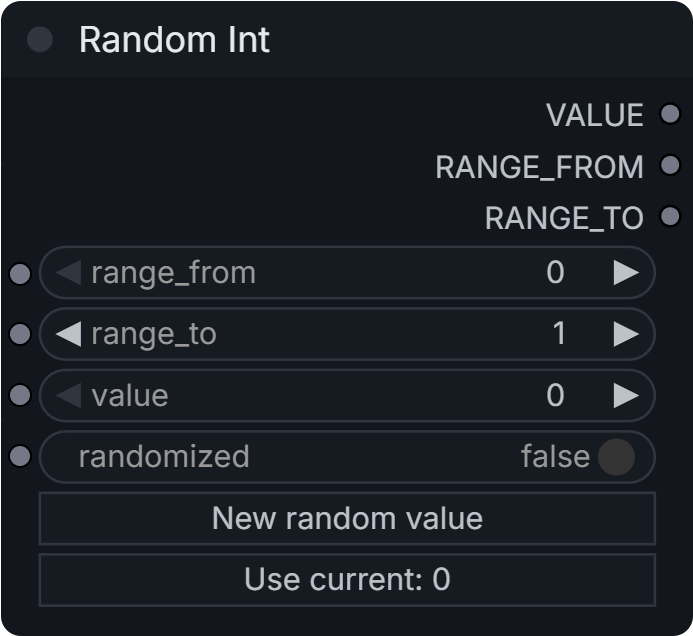 Random Int
VALUE
RANGE_FROM
RANGE_TO
range_from 0
range_to 1
value 0
randomized false
New random value
Use current: 0